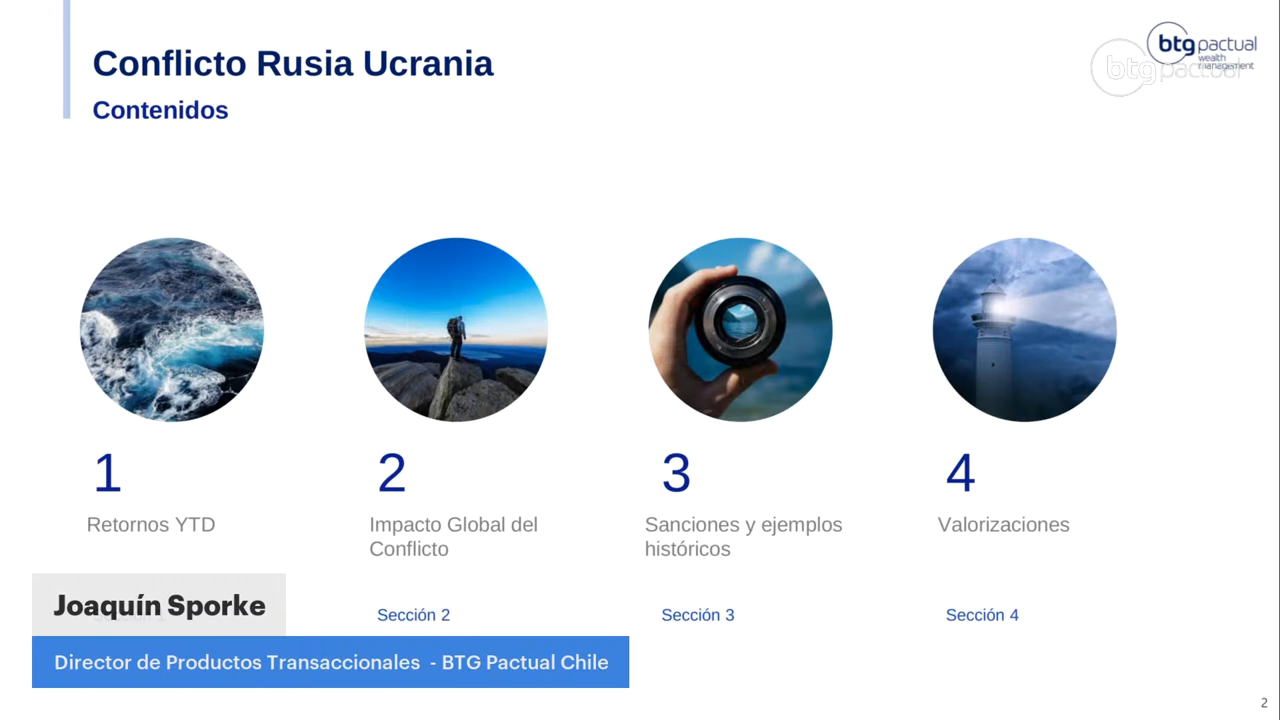 Conflicto Rusia Ucrania
Contenidos
btg pactual
wealth
management
btg pactual
1
Retornos YTD
2
Impacto Global del
Conflicto
Sección 2
3
Sanciones y ejemplos
históricos
Sección 3
4
Valorizaciones
Sección 4
Joaquín Sporke
Director de Productos Transaccionales - BTG Pactual Chile
2